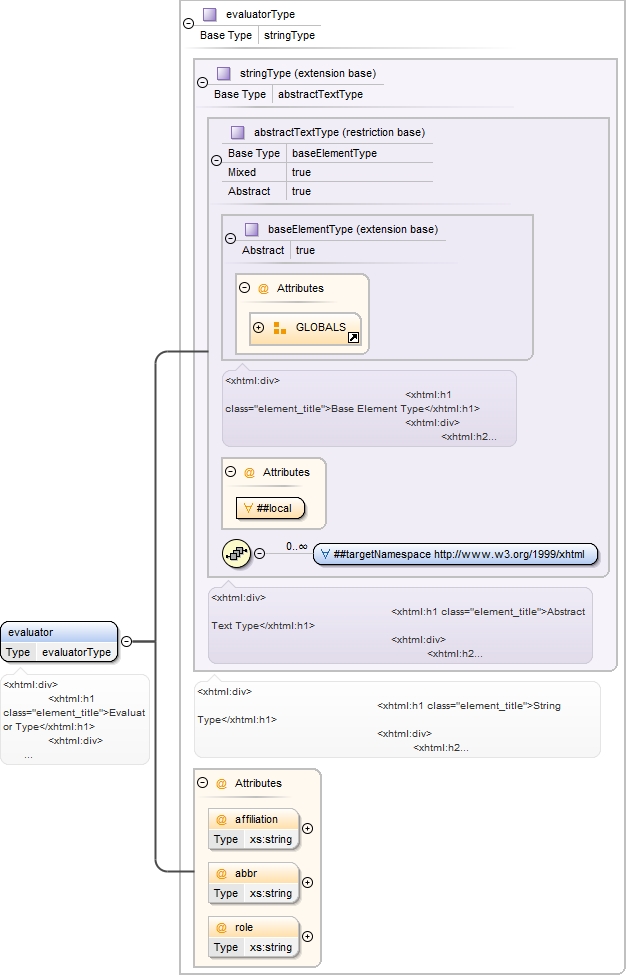 evaluatorType
Base Type stringType
stringType (extension base)
Base Type abstractTextType
abstractTextType (restriction base)
Base Type baseElementType
Mixed true
Abstract true
baseElementType (extension base)
Abstract true
@ Attributes
GLOBALS
<xhtml:div>
<xhtml:h1
class="element_title">Base Element Type</xhtml:h1>
<xhtml:div>
<xhtml:h2...
@ Attributes
∀ ##local
0..∞ ∀ ##targetNamespace http://www.w3.org/1999/xhtml
<xhtml:div>
<xhtml:h1 class="element_title">Abstract
Text Type</xhtml:h1>
<xhtml:div>
<xhtml:h2...
evaluator
Type evaluatorType
<xhtml:div>
<xhtml:h1
class="element_title">Evaluat
or Type</xhtml:h1>
<xhtml:div>
...
<xhtml:div>
<xhtml:h1 class="element_title">String
Type</xhtml:h1>
<xhtml:div>
<xhtml:h2...
@ Attributes
@ affiliation
Type xs:string
@ abbr
Type xs:string
@ role
Type xs:string